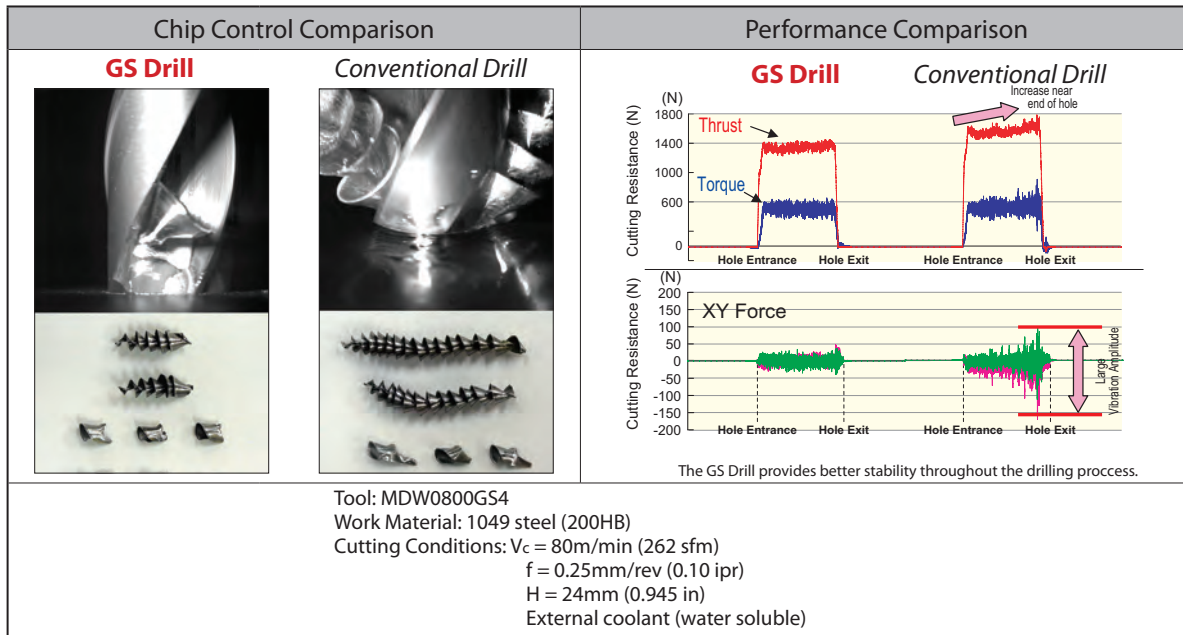 Chip Control Comparison
Performance Comparison
GS Drill
Conventional Drill
GS Drill
Conventional Drill
Increase near
end of hole
(N)
Cutting Resistance (N)
1800
1400
1000
600
0
Thrust
Torque
Hole Entrance
Hole Exit
Hole Entrance
Hole Exit
(N)
Cutting Resistance (N)
200
150
100
50
0
-50
-100
-150
-200
XY Force
Large
Vibration Amplitude
Hole Entrance
Hole Exit
Hole Entrance
Hole Exit
The GS Drill provides better stability throughout the drilling proccess.
Tool: MDW0800GS4
Work Material: 1049 steel (200HB)
Cutting Conditions: Vc = 80m/min (262 sfm)
f = 0.25mm/rev (0.10 ipr)
H = 24mm (0.945 in)
External coolant (water soluble)